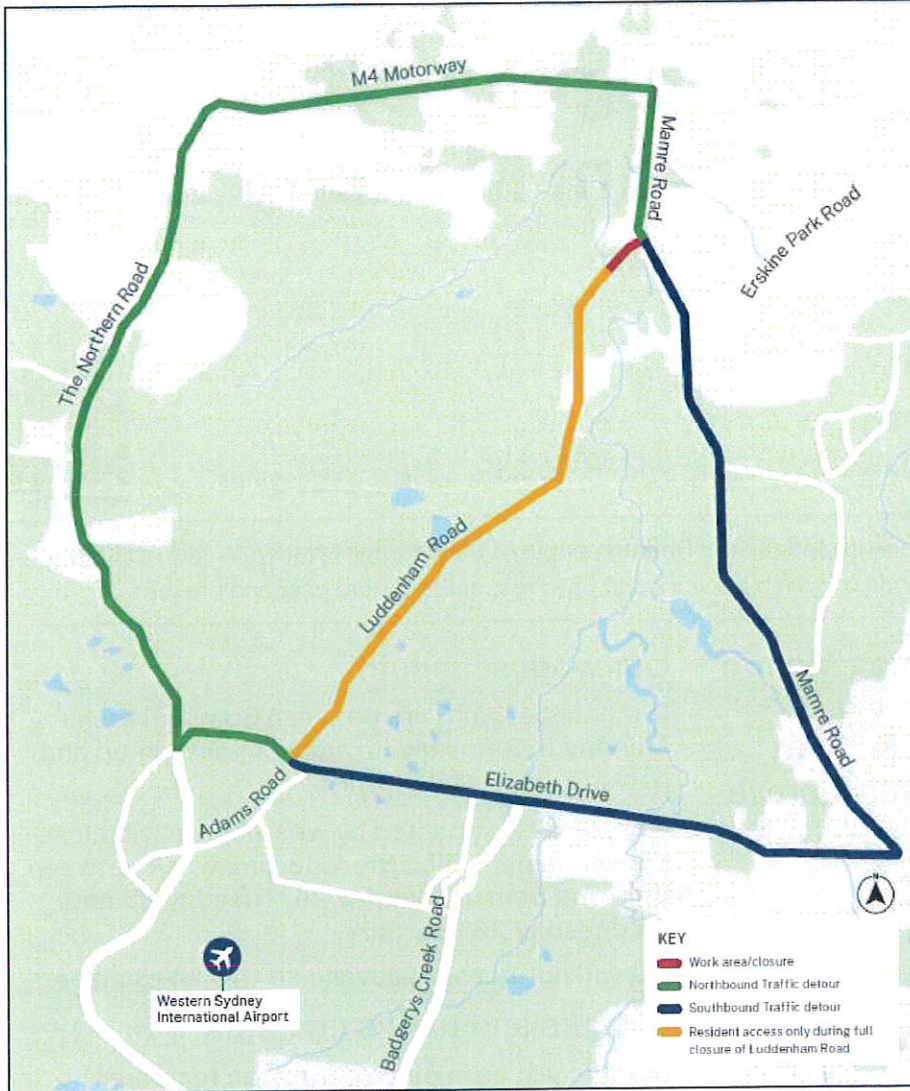 M4 Motorway
Mamre Road
Erskine Park Road
The Northern Road
Luddenham Road
Mamre Road
Adams Road
Elizabeth Drive
Badgerys Creek Road
N
Western Sydney
International Airport
KEY
Work area/closure
Northbound Traffic detour
Southbound Traffic detour
Resident access only during full
closure of Luddenham Road